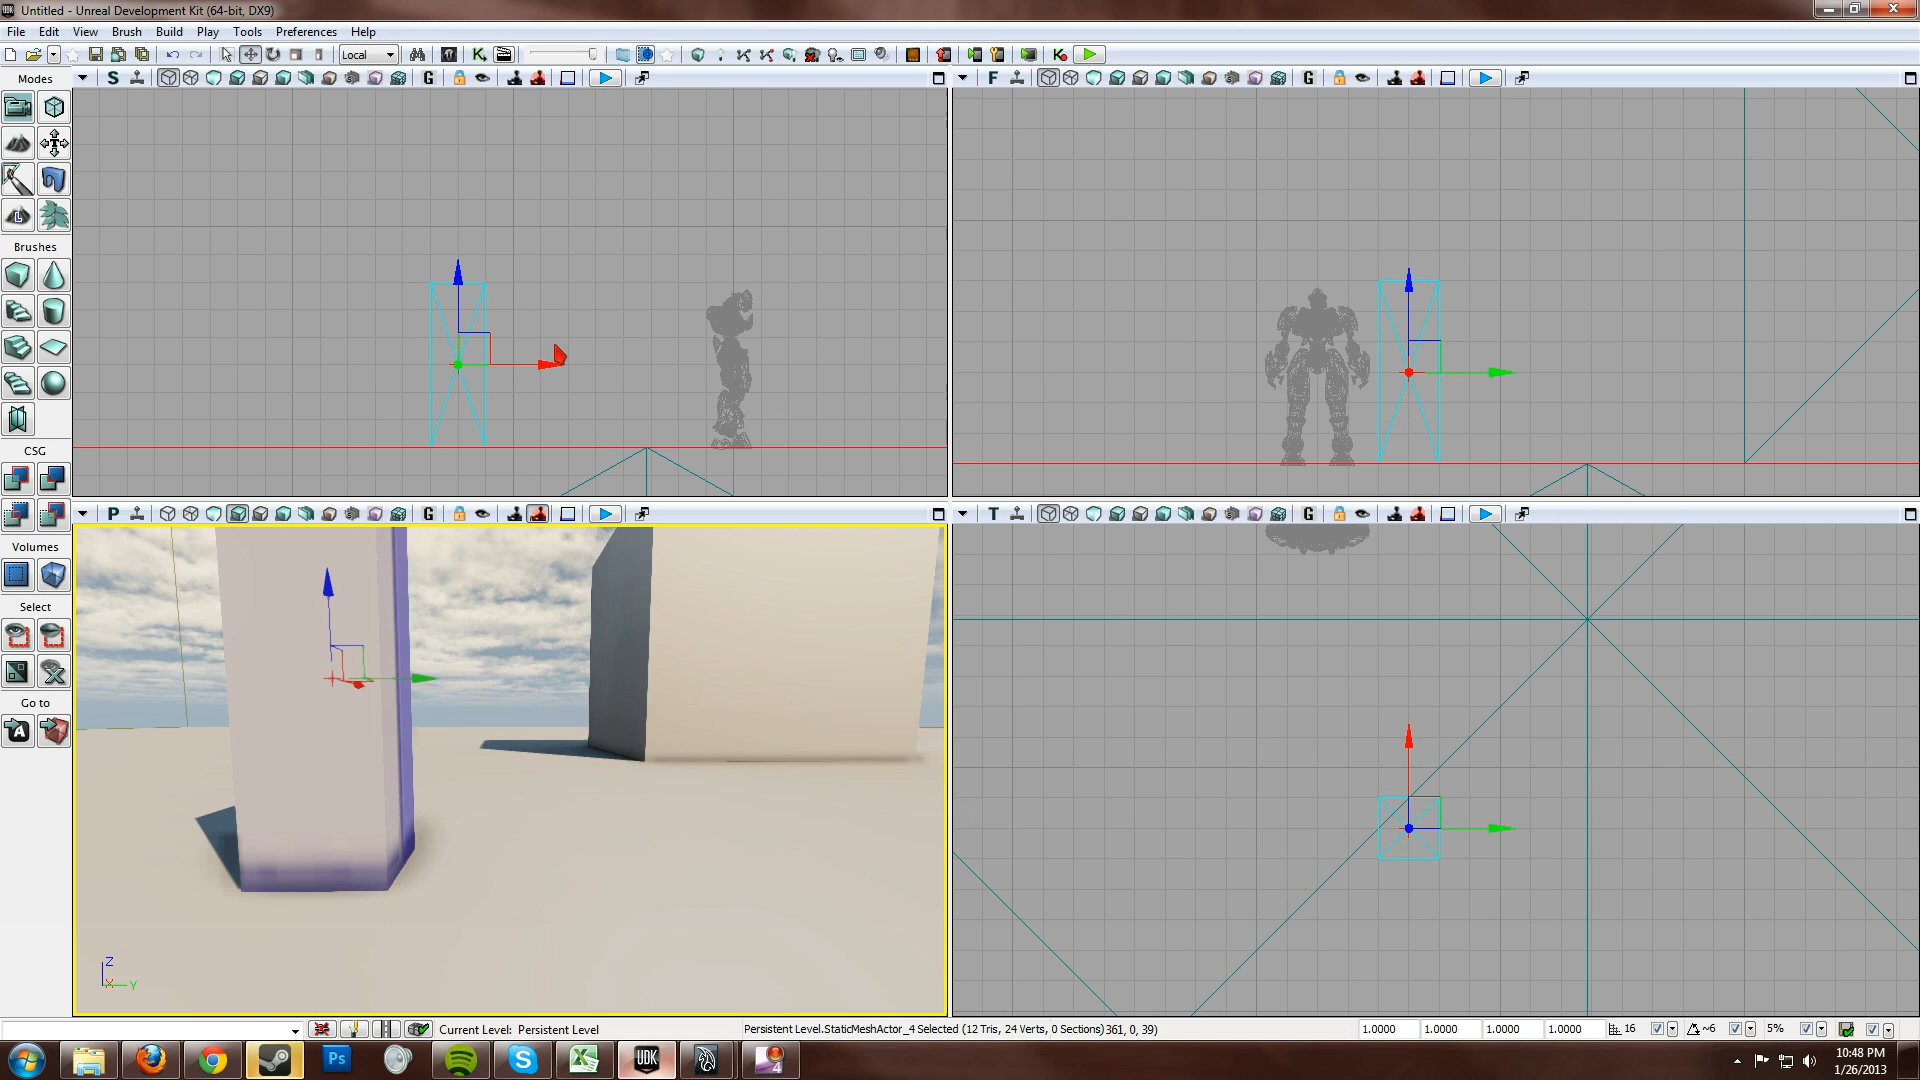 Untitled - Unreal Development Kit (64-bit, DX9)
File Edit View Brush Build Play Tools Preferences Help
Local
Modes
S G
F G
Brushes
CSG
P G
T G
Volumes
Select
Go to
A
Z
X
Y
Current Level: Persistent Level
Persistent Level.StaticMeshActor_4 Selected (12 Tris, 24 Verts, 0 Sections) 361, 0, 39)
1.0000 1.0000 1.0000 1.0000 16 ~6 5%
Ps
UDK
10:48 PM
1/26/2013